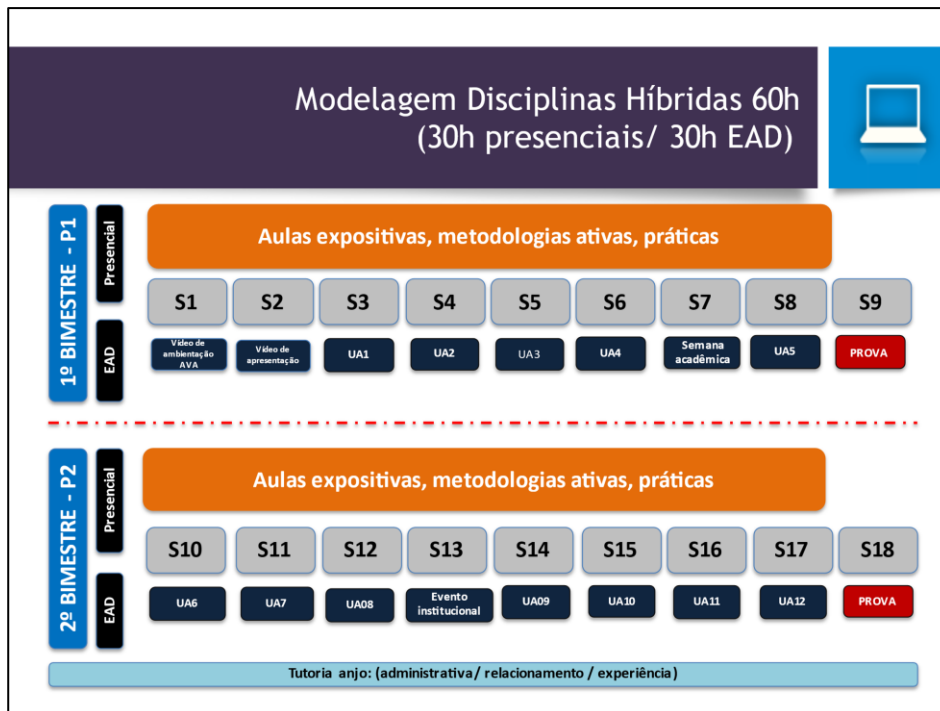 Modelagem Disciplinas Híbridas 60h
(30h presenciais/ 30h EAD)
1º BIMESTRE - P1
Presencial
EAD
Aulas expositivas, metodologias ativas, práticas
S1
S2
S3
S4
S5
S6
S7
S8
S9
Vídeo de
ambientação
AVA
Vídeo de
apresentação
UA1
UA2
UA3
UA4
Semana
acadêmica
UA5
PROVA
2º BIMESTRE - P2
Presencial
EAD
Aulas expositivas, metodologias ativas, práticas
S10
S11
S12
S13
S14
S15
S16
S17
S18
UA6
UA7
UA08
Evento
institucional
UA09
UA10
UA11
UA12
PROVA
Tutoria anjo: (administrativa/ relacionamento / experiência)